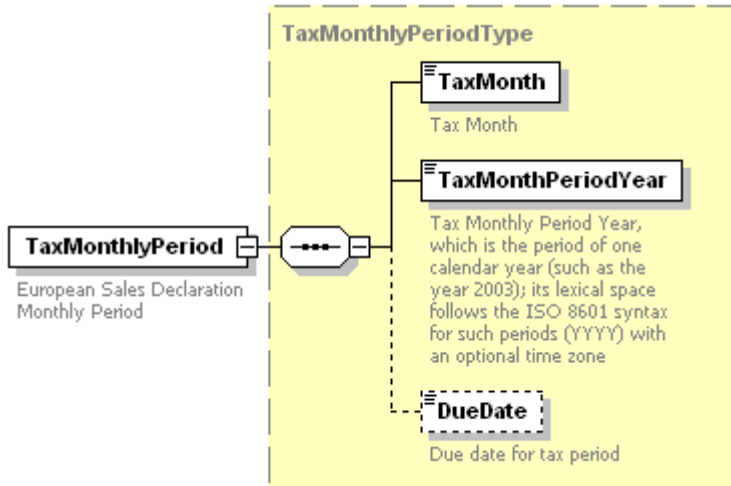 TaxMonthlyPeriodType
TaxMonth
Tax Month
TaxMonthPeriodYear
Tax Monthly Period Year,
which is the period of one
calendar year (such as the
year 2003); its lexical space
follows the ISO 8601 syntax
for such periods (YYYY) with
an optional time zone
TaxMonthlyPeriod
European Sales Declaration
Monthly Period
DueDate
Due date for tax period